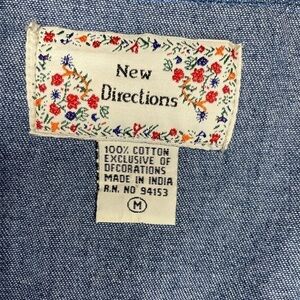 New
Directions
100% COTTON
EXCLUSIVE OF
DECORATIONS
MADE IN INDIA
R.N. NO 94153
M